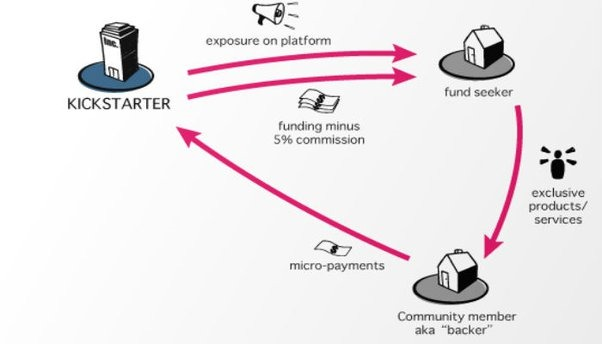 exposure on platform
KICKSTARTER
fund seeker
funding minus
5% commission
exclusive
products/
services
micro-payments
Community member
aka "backer"